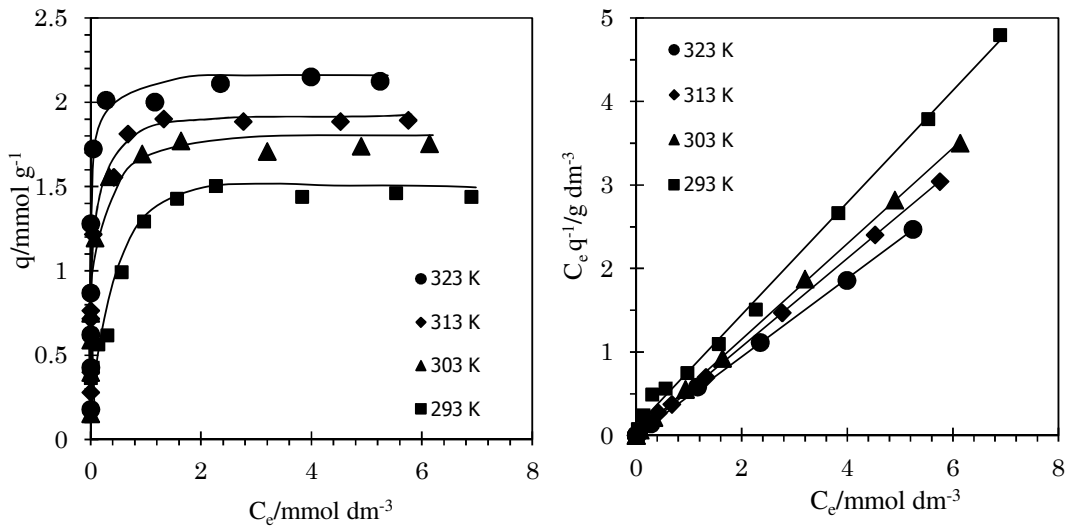 2.5
2
1.5
1
0.5
0
0 2 4 6 8
q/mmol g⁻¹
Cₑ/mmol dm⁻³
323 K
313 K
303 K
293 K
5
4
3
2
1
0
0 2 4 6 8
Cₑ q⁻¹/g dm⁻³
Cₑ/mmol dm⁻³
323 K
313 K
303 K
293 K